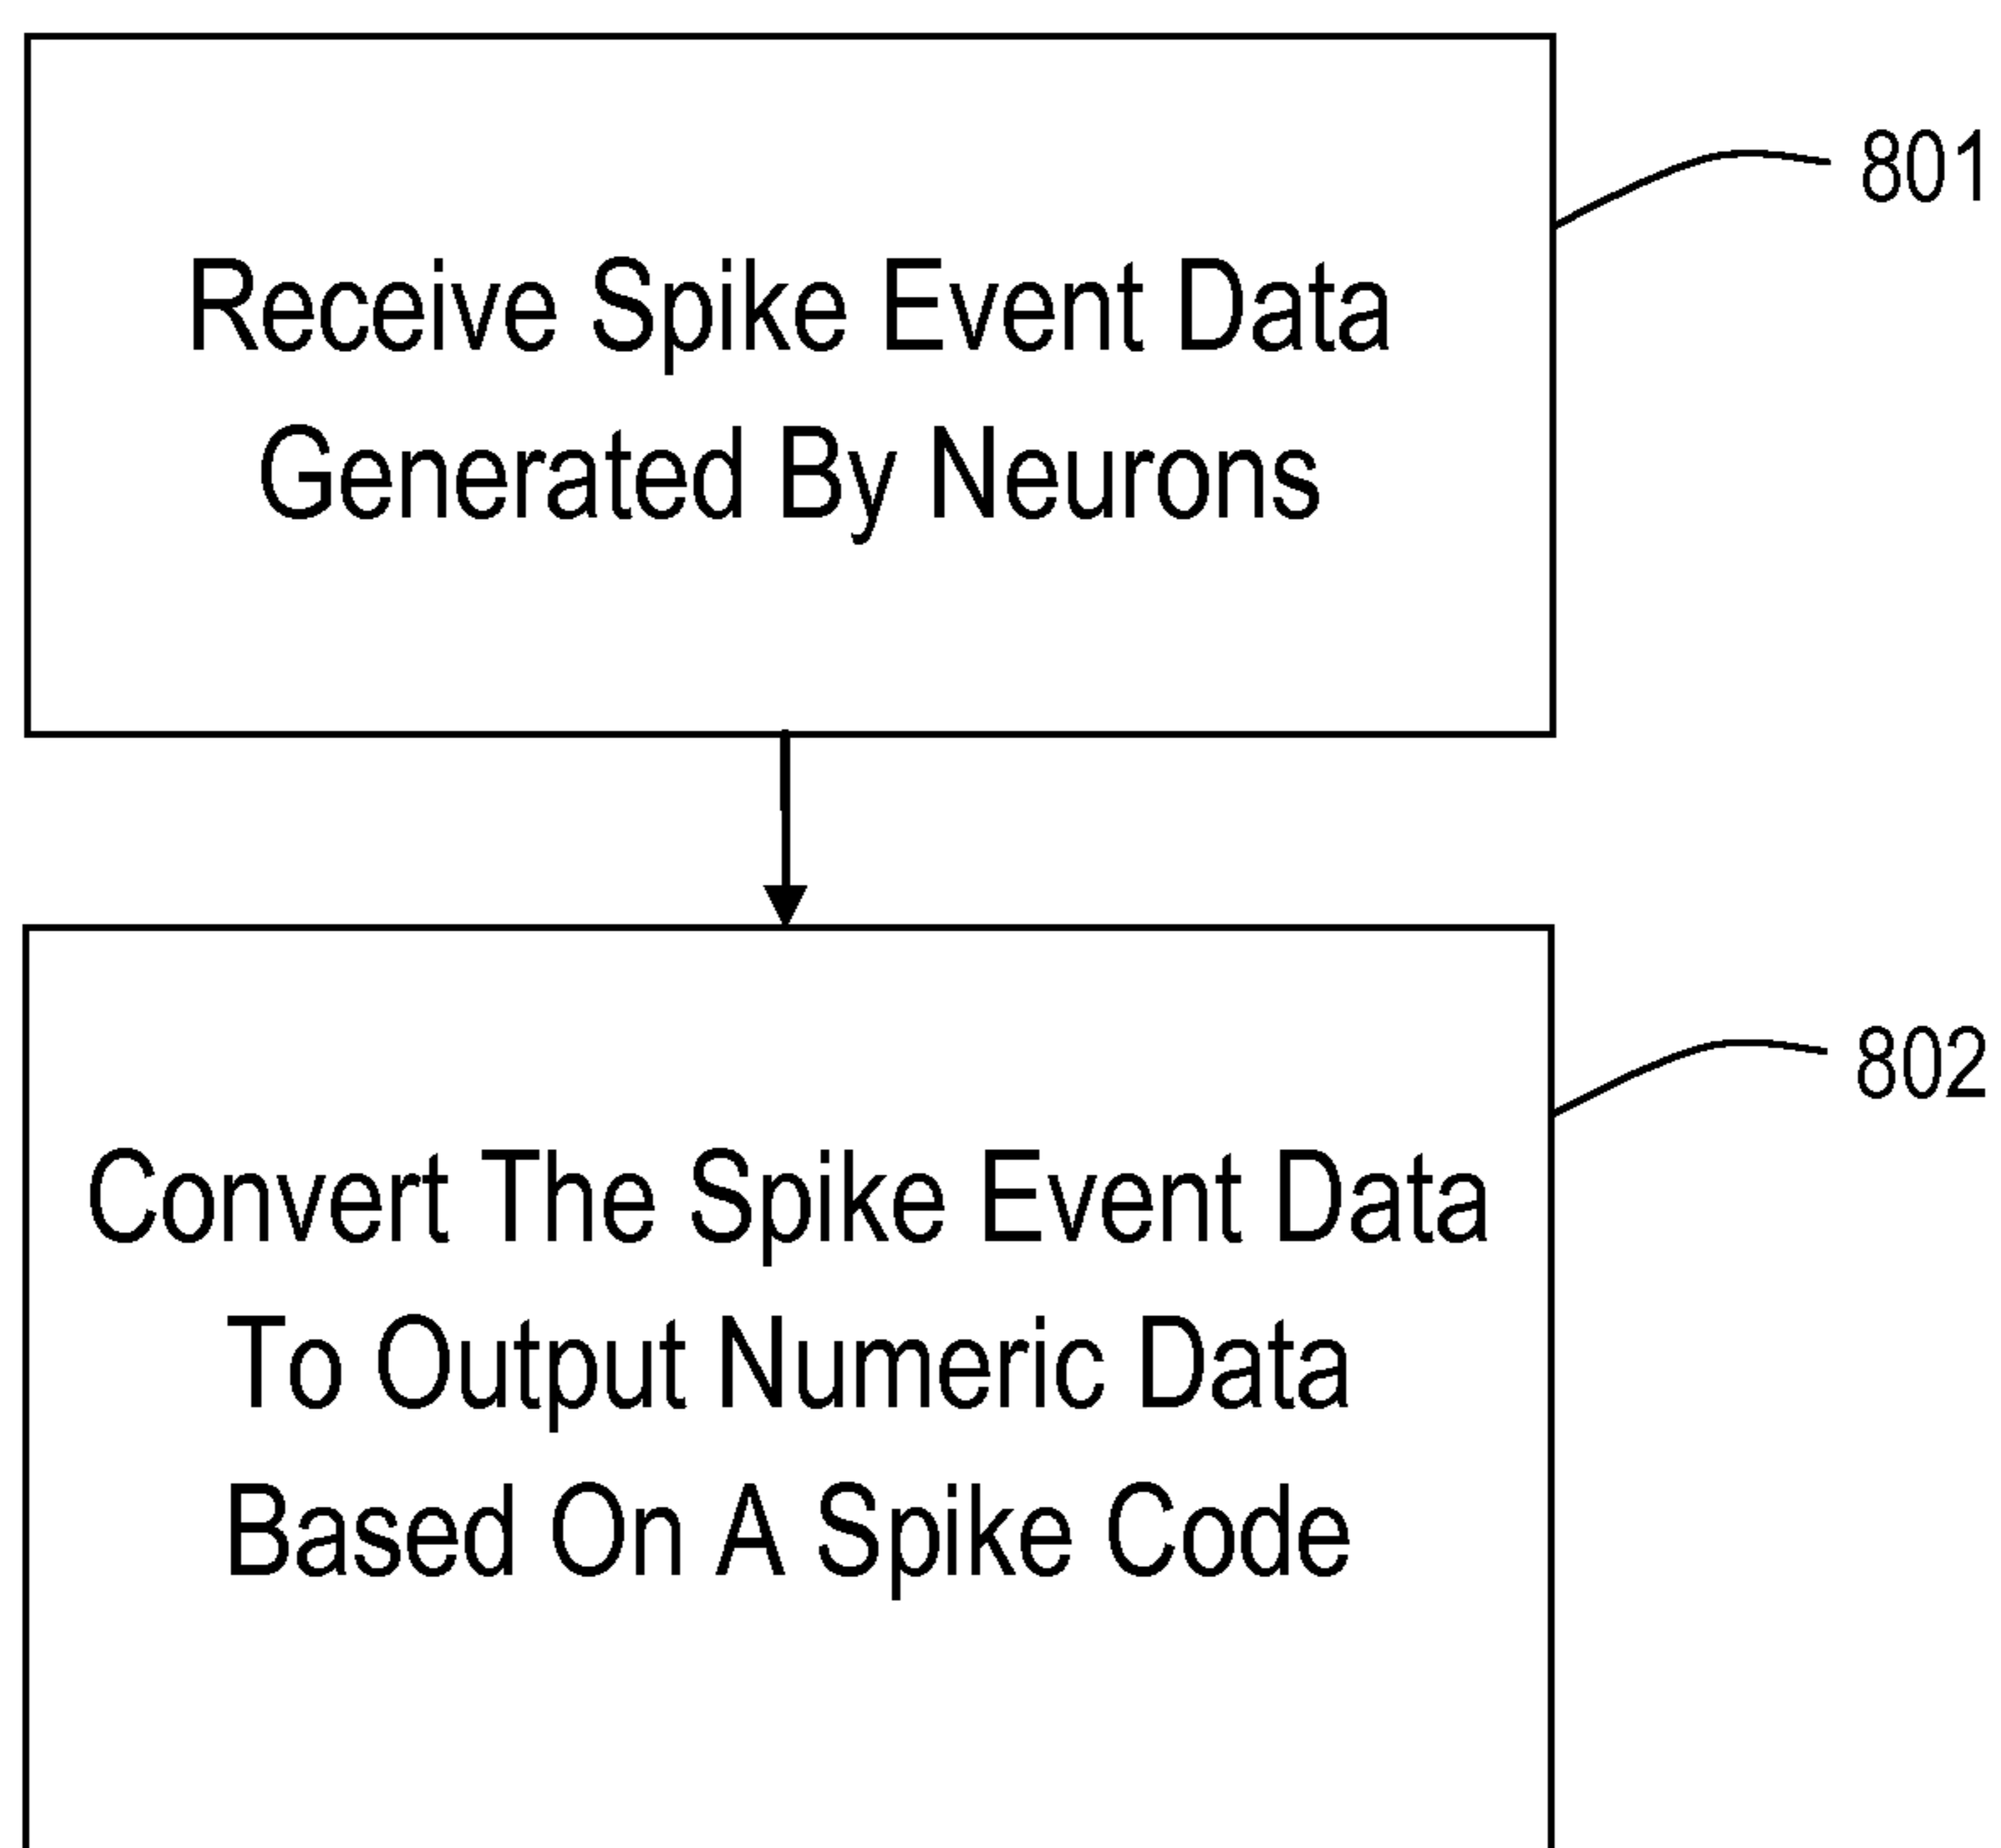 801
Receive Spike Event Data
Generated By Neurons
802
Convert The Spike Event Data
To Output Numeric Data
Based On A Spike Code